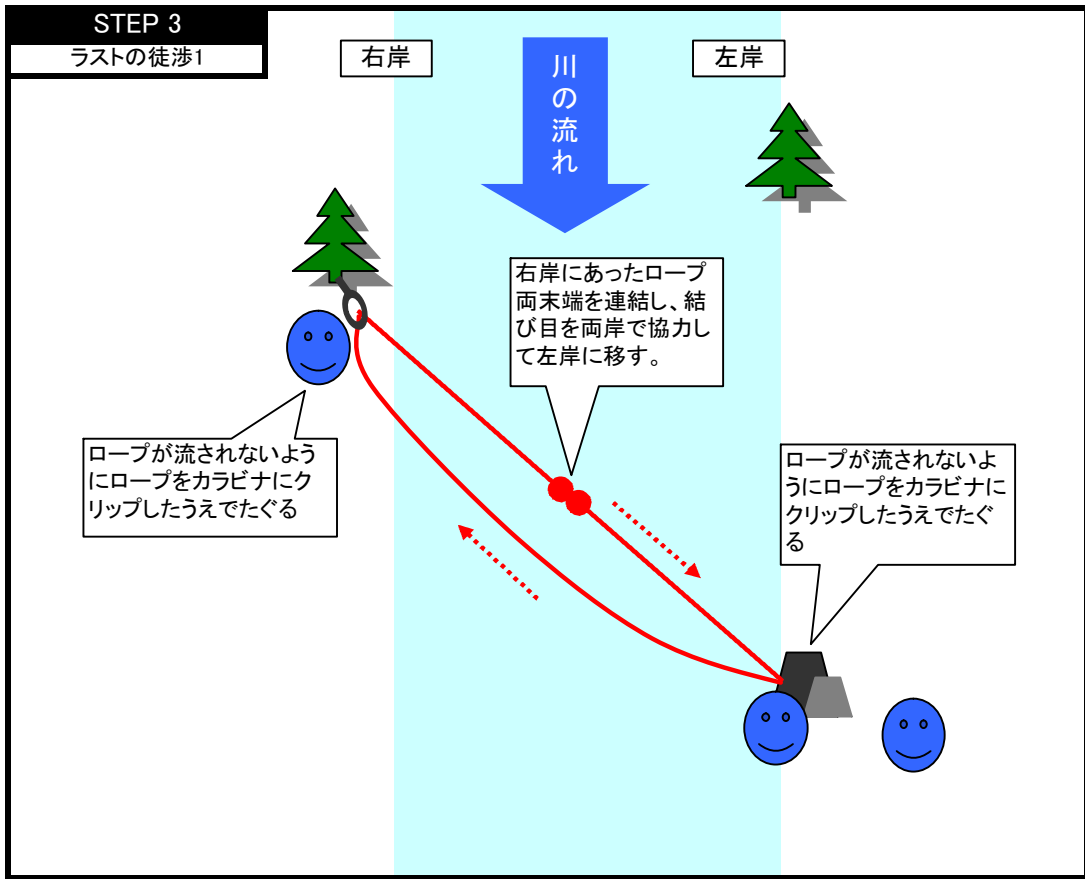 STEP 3
ラストの徒渉1
右岸
左岸
川の流れ
右岸にあったロープ
両末端を連結し、結
び目を両岸で協力し
て左岸に移す。
ロープが流されないよう
にロープをカラビナにク
リップしたうえでたぐる
ロープが流されないよ
うにロープをカラビナに
クリップしたうえでたぐ
る